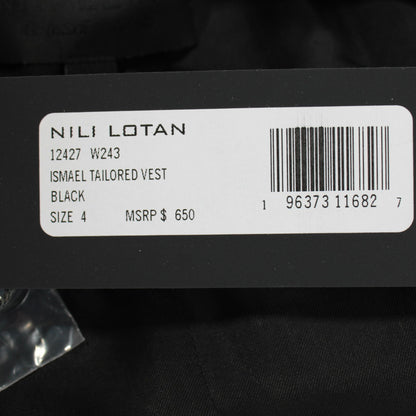 NILI LOTAN
12427 W243
ISMAEL TAILORED VEST
BLACK
SIZE 4 MSRP $ 650
1 96373 11682 7